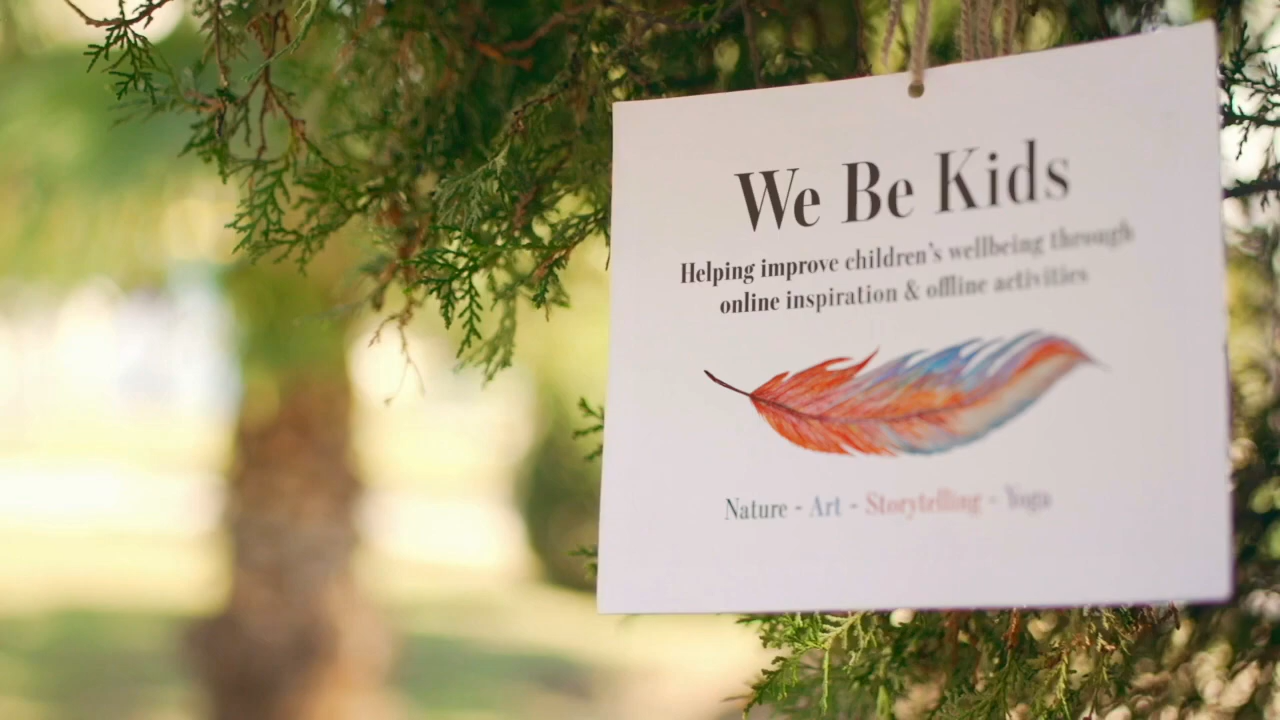 We Be Kids
Helping improve children's wellbeing through
online inspiration & offline activities
Nature - Art - Storytelling - Yoga